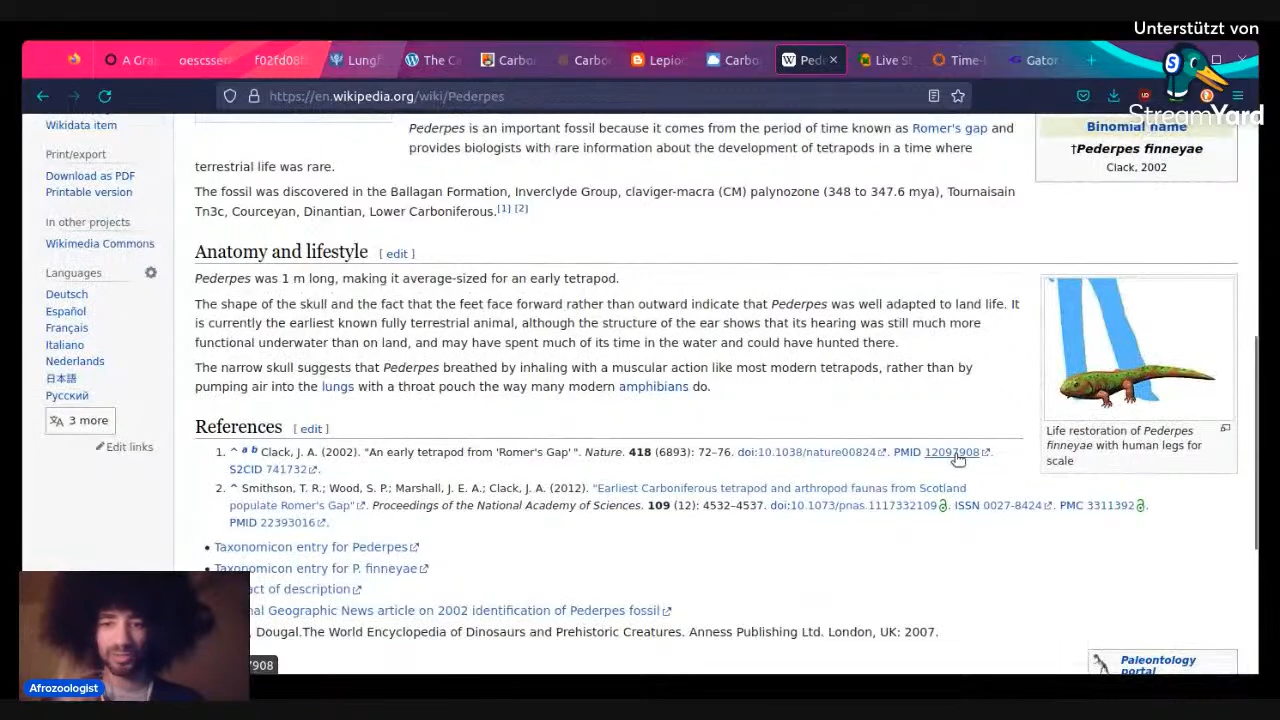 Unterstützt von
StreamYard
A Gra
oescsser
f02fd08f
Lungf
The Ca
Carbo
Carbo
Lepio
Carbo
Pede
Live St
Time-
Gator
https://en.wikipedia.org/wiki/Pederpes
Wikidata item
Print/export
Download as PDF
Printable version
In other projects
Wikimedia Commons
Languages
Deutsch
Español
Français
Italiano
Nederlands
日本語
Русский
3 more
Edit links
Pederpes is an important fossil because it comes from the period of time known as Romer's gap and
provides biologists with rare information about the development of tetrapods in a time where
terrestrial life was rare.
The fossil was discovered in the Ballagan Formation, Inverclyde Group, claviger-macra (CM) palynozone (348 to 347.6 mya), Tournaisain
Tn3c, Courceyan, Dinantian, Lower Carboniferous.[1] [2]
Binomial name
†Pederpes finneyae
Clack, 2002
Anatomy and lifestyle [ edit ]
Pederpes was 1 m long, making it average-sized for an early tetrapod.
The shape of the skull and the fact that the feet face forward rather than outward indicate that Pederpes was well adapted to land life. It
is currently the earliest known fully terrestrial animal, although the structure of the ear shows that its hearing was still much more
functional underwater than on land, and may have spent much of its time in the water and could have hunted there.
The narrow skull suggests that Pederpes breathed by inhaling with a muscular action like most modern tetrapods, rather than by
pumping air into the lungs with a throat pouch the way many modern amphibians do.
Life restoration of Pederpes
finneyae with human legs for
scale
References [ edit ]
1. ^ a b Clack, J. A. (2002). "An early tetrapod from 'Romer's Gap' ". Nature. 418 (6893): 72–76. doi:10.1038/nature00824. PMID 12097908.
S2CID 741732.
2. ^ Smithson, T. R.; Wood, S. P.; Marshall, J. E. A.; Clack, J. A. (2012). "Earliest Carboniferous tetrapod and arthropod faunas from Scotland
populate Romer's Gap". Proceedings of the National Academy of Sciences. 109 (12): 4532–4537. doi:10.1073/pnas.1117332109. ISSN 0027-8424. PMC 3311392.
PMID 22393016.
Taxonomicon entry for Pederpes
Taxonomicon entry for P. finneyae
act of description
nal Geographic News article on 2002 identification of Pederpes fossil
, Dougal.The World Encyclopedia of Dinosaurs and Prehistoric Creatures. Anness Publishing Ltd. London, UK: 2007.
7908
Paleontology
portal
Afrozoologist